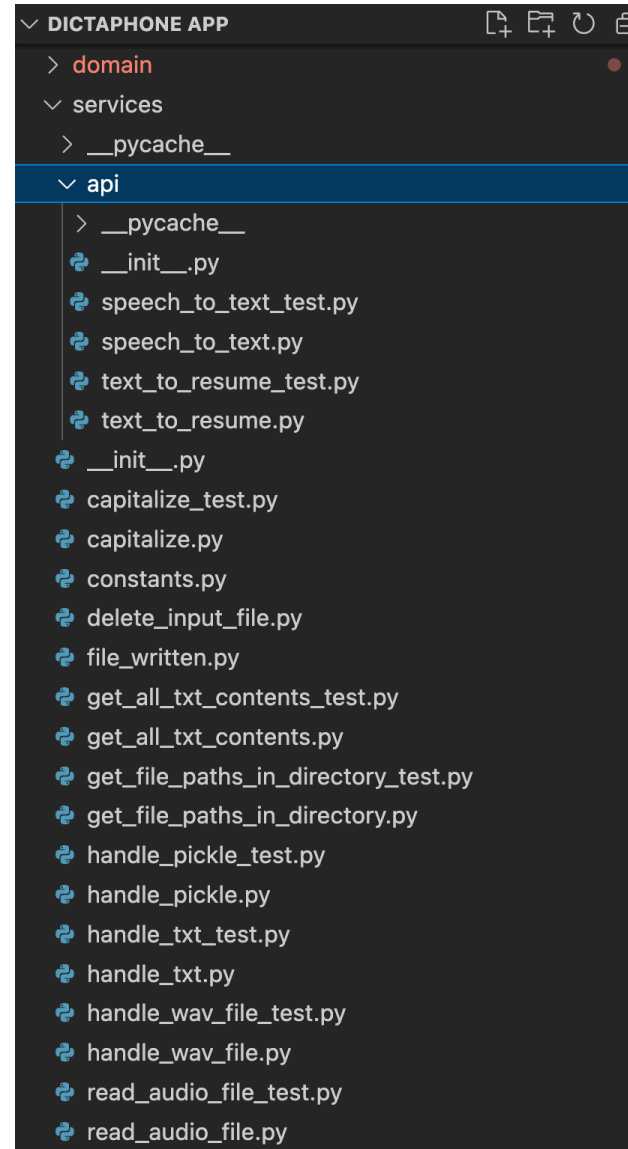 DICTAPHONE APP
domain
services
__pycache__
api
__pycache__
__init__.py
speech_to_text_test.py
speech_to_text.py
text_to_resume_test.py
text_to_resume.py
__init__.py
capitalize_test.py
capitalize.py
constants.py
delete_input_file.py
file_written.py
get_all_txt_contents_test.py
get_all_txt_contents.py
get_file_paths_in_directory_test.py
get_file_paths_in_directory.py
handle_pickle_test.py
handle_pickle.py
handle_txt_test.py
handle_txt.py
handle_wav_file_test.py
handle_wav_file.py
read_audio_file_test.py
read_audio_file.py